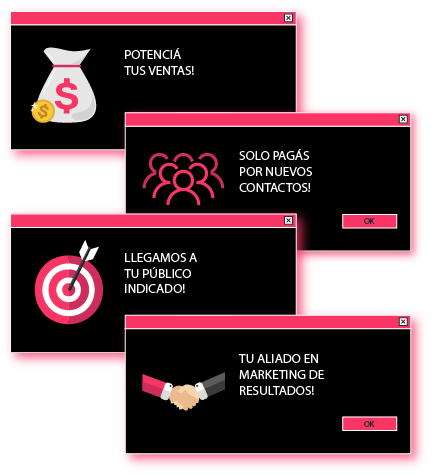 POTENCIÁ
TUS VENTAS!
$
SOLO PAGÁS
POR NUEVOS
CONTACTOS!
OK
LLEGAMOS A
TU PÚBLICO
INDICADO!
TU ALIADO EN
MARKETING DE
RESULTADOS!
OK